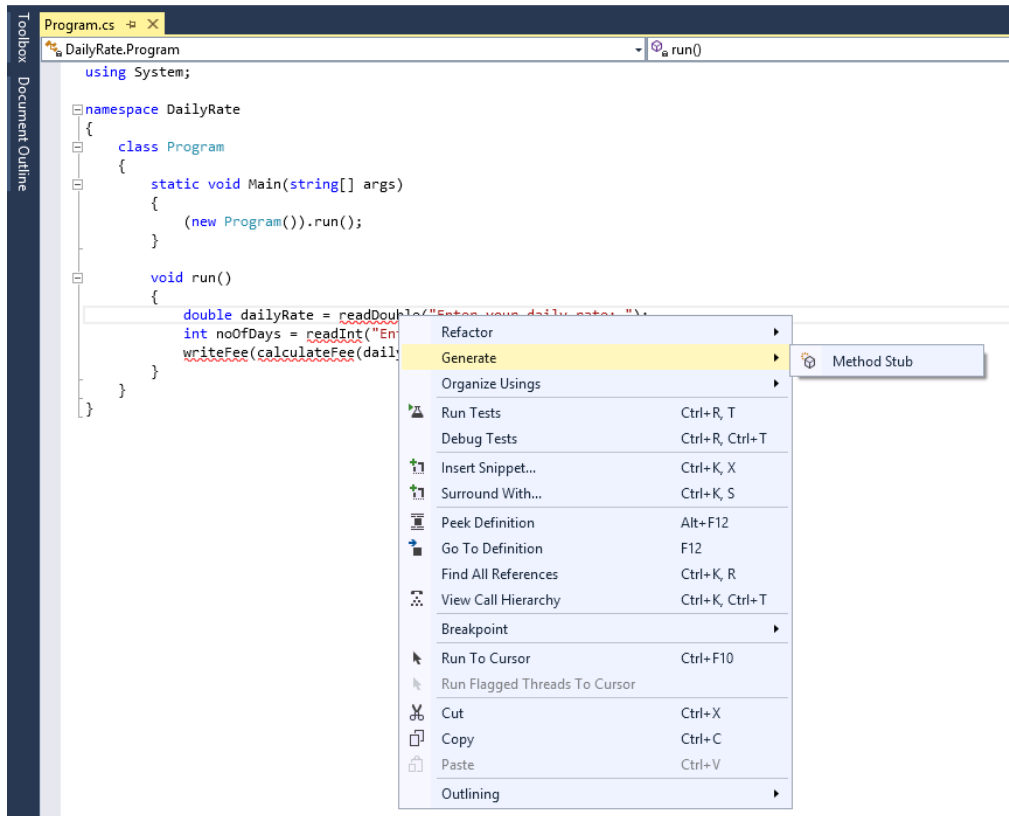 Toolbox
Document Outline
Program.cs
DailyRate.Program
run()
using System;
namespace DailyRate
{
class Program
{
static void Main(string[] args)
{
(new Program()).run();
}
void run()
{
double dailyRate = readDouble("Enter your daily rate: ");
int noOfDays = readInt("En
writeFee(calculateFee(daily
}
}
}
Refactor
Generate
Method Stub
Organize Usings
Run Tests Ctrl+R, T
Debug Tests Ctrl+R, Ctrl+T
Insert Snippet... Ctrl+K, X
Surround With... Ctrl+K, S
Peek Definition Alt+F12
Go To Definition F12
Find All References Ctrl+K, R
View Call Hierarchy Ctrl+K, Ctrl+T
Breakpoint
Run To Cursor Ctrl+F10
Run Flagged Threads To Cursor
Cut Ctrl+X
Copy Ctrl+C
Paste Ctrl+V
Outlining